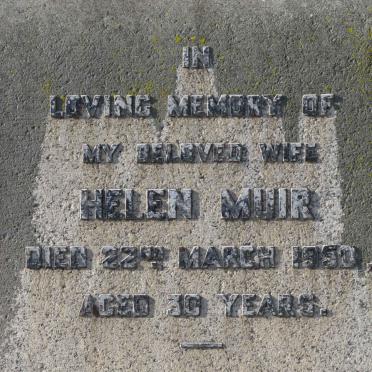 IN
LOVING MEMORY OF
MY BELOVED WIFE
HELEN MUIR
DIED 22ND MARCH 1950
AGED 39 YEARS.